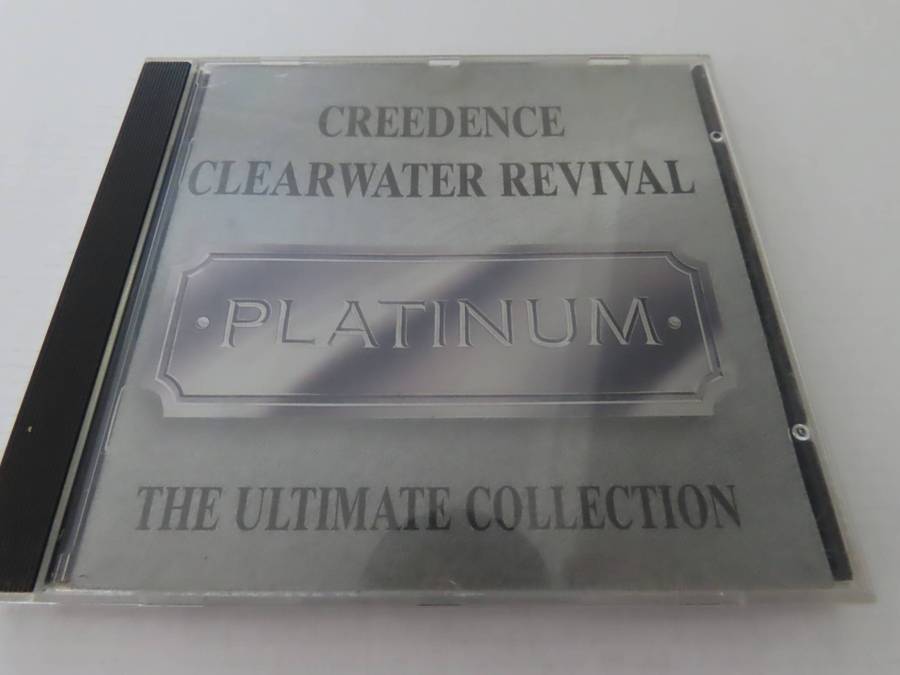 CREEDENCE
CLEARWATER REVIVAL
· PLATINUM ·
THE ULTIMATE COLLECTION